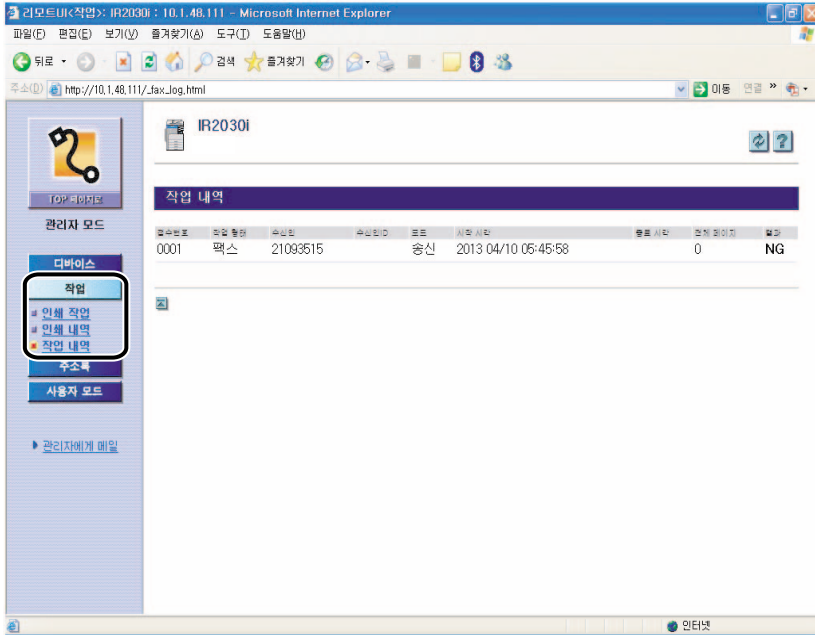 리모트UI<작업>: IR2030i : 10.1.48.111 - Microsoft Internet Explorer
파일(F) 편집(E) 보기(V) 즐겨찾기(A) 도구(T) 도움말(H)
뒤로 검색 즐겨찾기
주소(D) http://10.1.48.111/_fax_log.html 이동 연결 »
IR2030i
TOP 페이지로
관리자 모드
디바이스
작업
인쇄 작업
인쇄 내역
작업 내역
주소록
사용자 모드
관리자에게 메일
작업 내역
접수번호 작업 형태 수신인 수신인ID 모드 시작 시각 종료 시각 전체 페이지 결과
0001 팩스 21093515 송신 2013 04/10 05:45:58 0 NG
인터넷